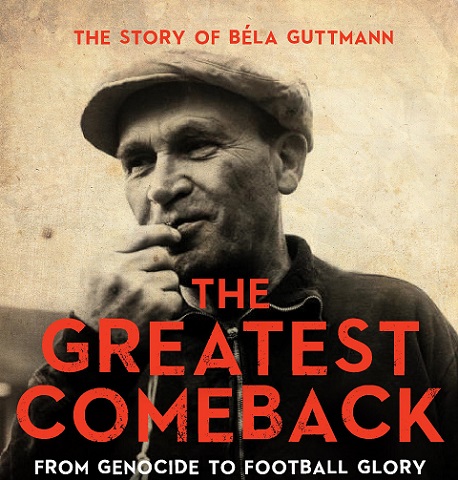 THE STORY OF BÉLA GUTTMANN
THE
GREATEST
COMEBACK
FROM GENOCIDE TO FOOTBALL GLORY